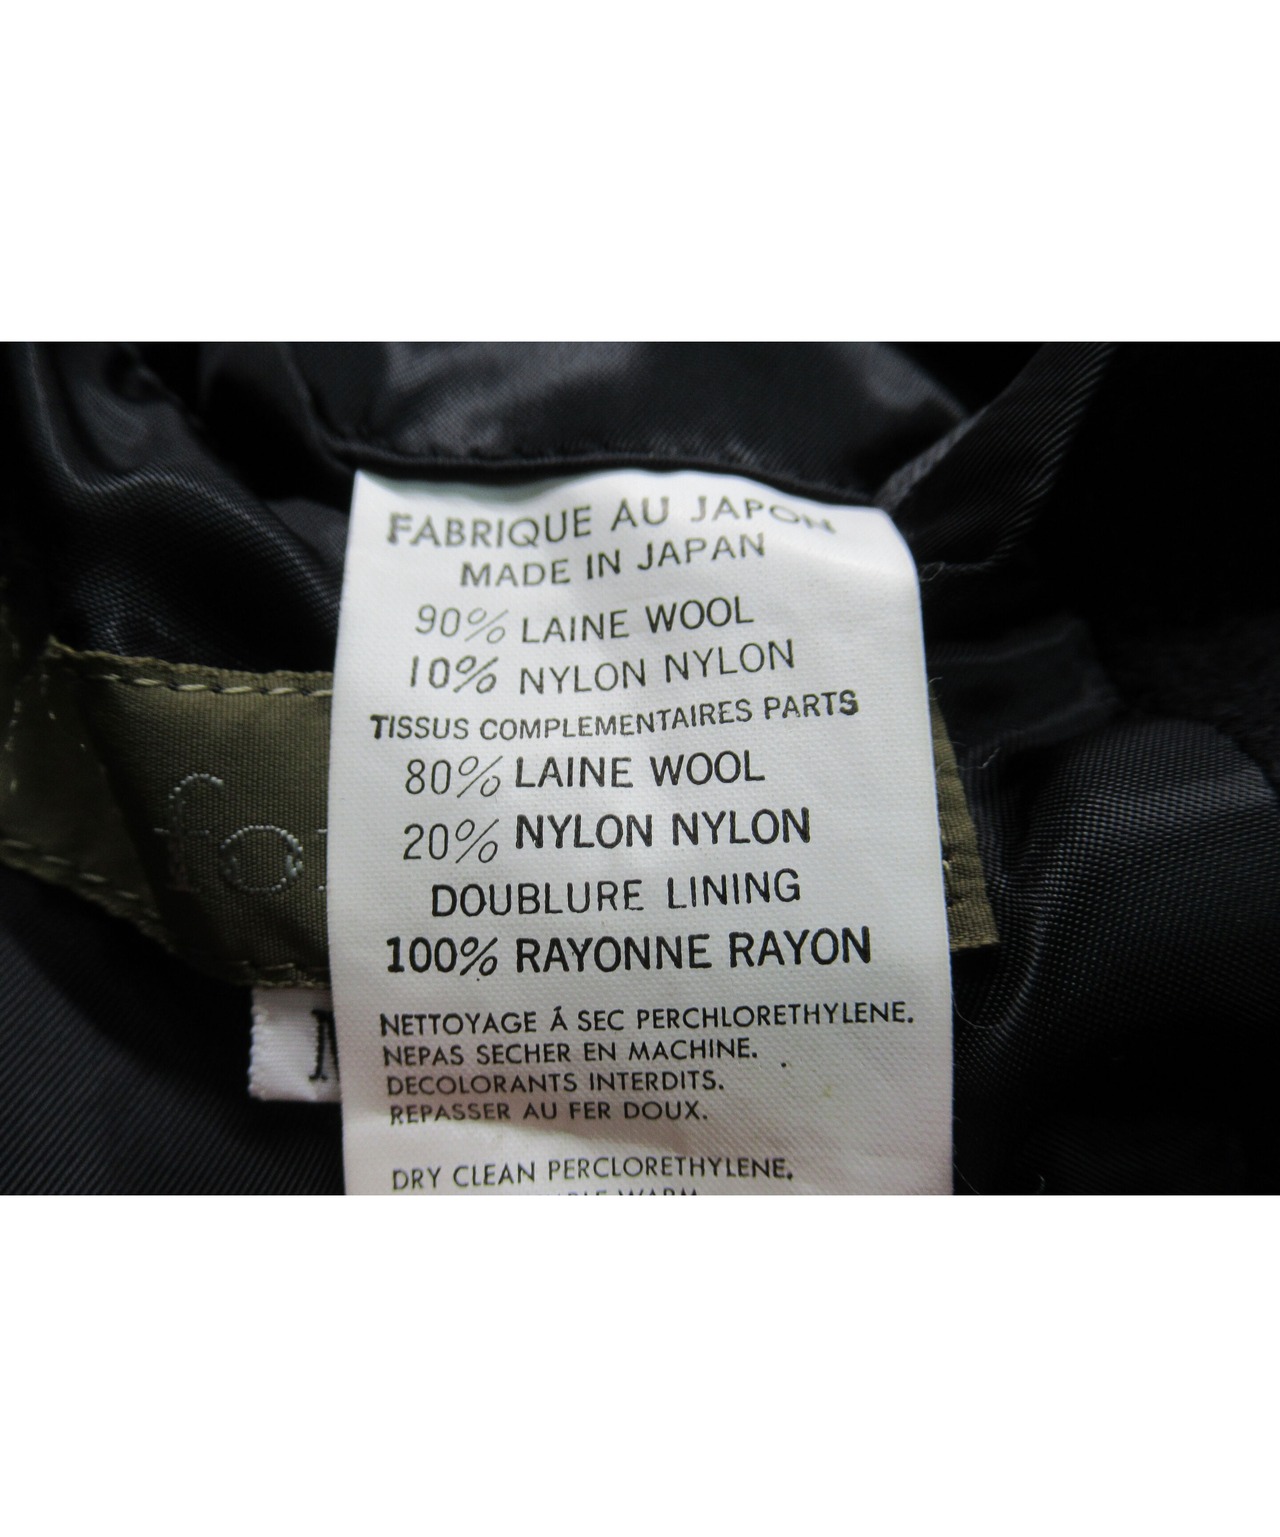 FABRIQUE AU JAPON
MADE IN JAPAN
90% LAINE WOOL
10% NYLON NYLON
TISSUS COMPLEMENTAIRES PARTS
80% LAINE WOOL
20% NYLON NYLON
DOUBLURE LINING
100% RAYONNE RAYON
NETTOYAGE Á SEC PERCHLORETHYLENE.
NEPAS SECHER EN MACHINE.
DECOLORANTS INTERDITS.
REPASSER AU FER DOUX.
DRY CLEAN PERCLORETHYLENE.